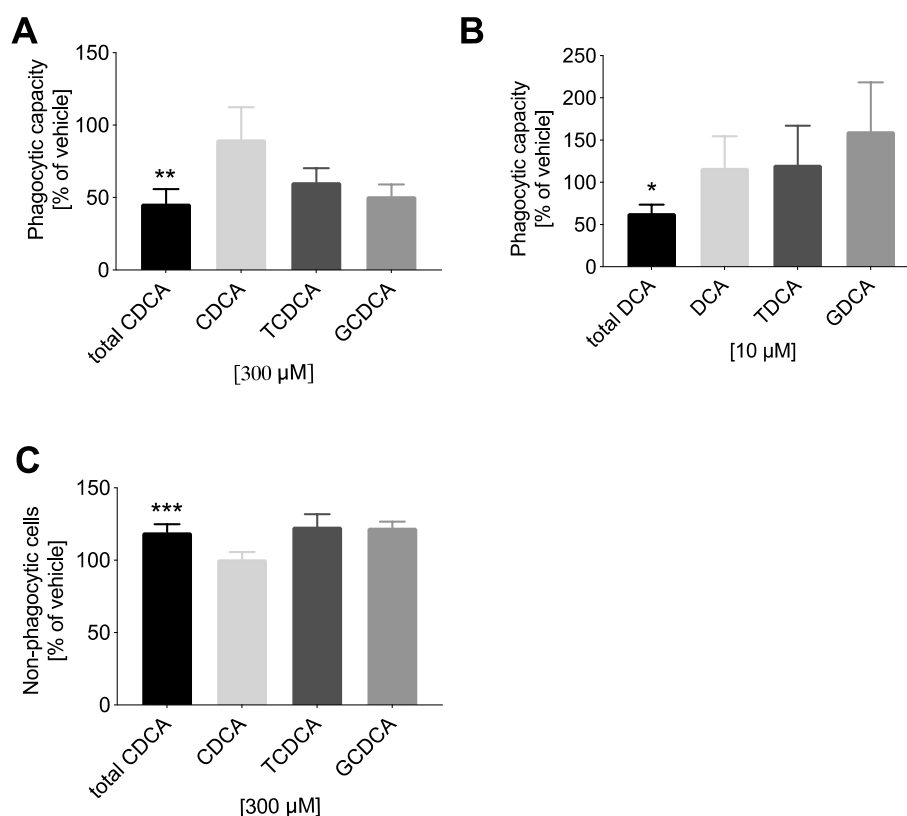 A
Phagocytic capacity
[% of vehicle]
150
100
50
0
**
total CDCA
CDCA
TCDCA
GCDCA
[300 µM]
B
Phagocytic capacity
[% of vehicle]
250
200
150
100
50
0
*
total DCA
DCA
TDCA
GDCA
[10 µM]
C
Non-phagocytic cells
[% of vehicle]
150
100
50
0
***
total CDCA
CDCA
TCDCA
GCDCA
[300 µM]